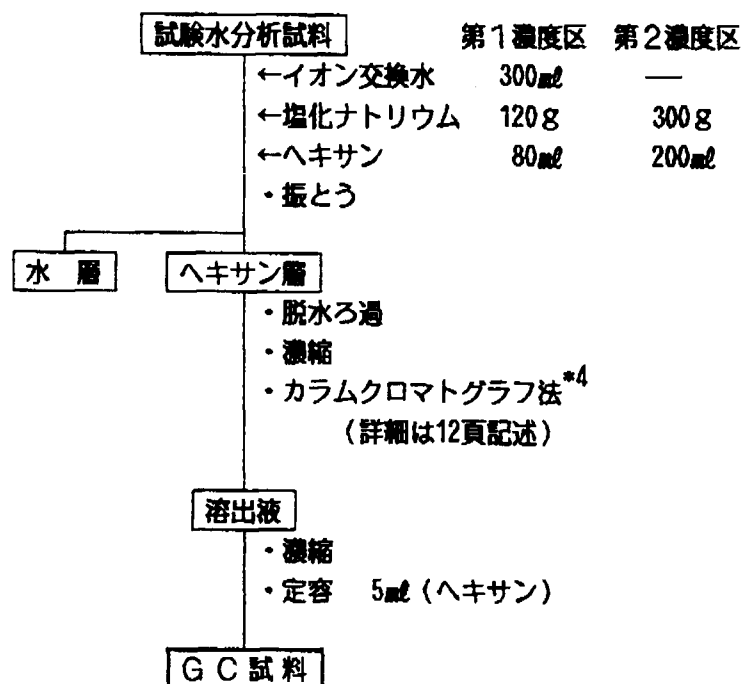 試験水分析試料 第1濃度区 第2濃度区
←イオン交換水 300㎖ ―
←塩化ナトリウム 120g 300g
←ヘキサン 80㎖ 200㎖
・振とう
水 層 ヘキサン層
・脱水ろ過
・濃縮
・カラムクロマトグラフ法*4
(詳細は12頁記述)
溶出液
・濃縮
・定容 5㎖(ヘキサン)
GC試料